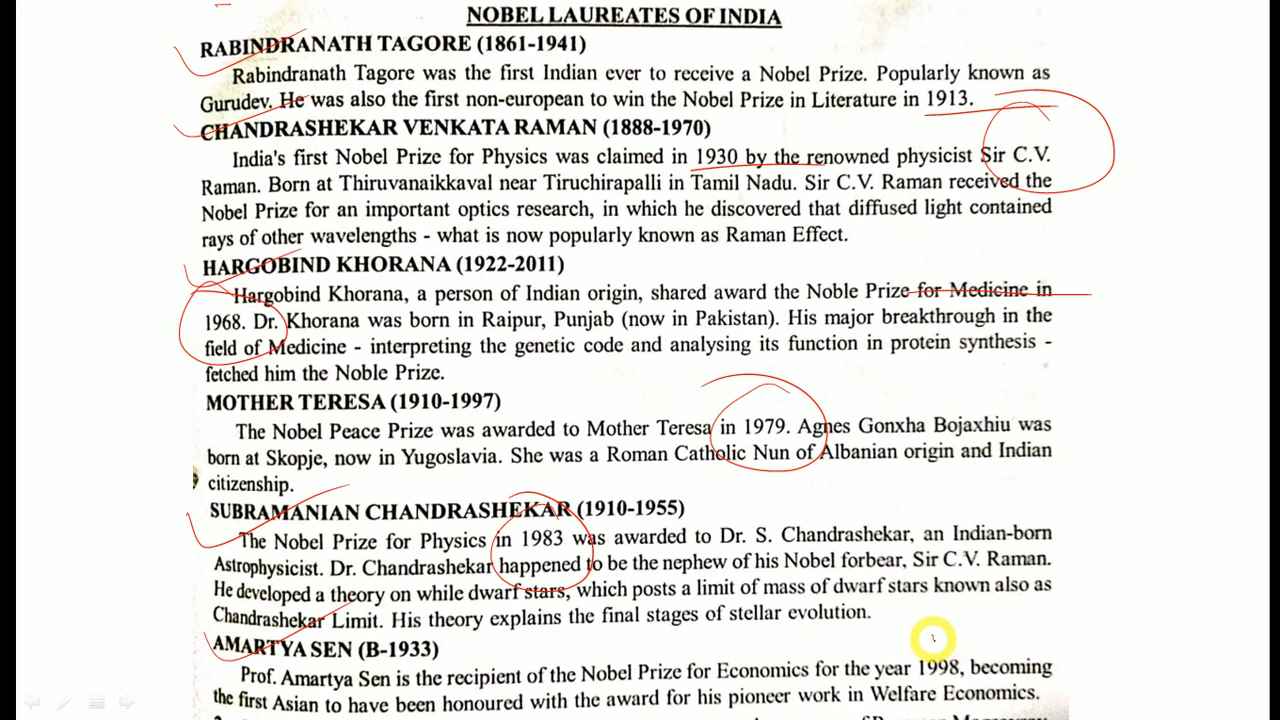 NOBEL LAUREATES OF INDIA
RABINDRANATH TAGORE (1861-1941)
Rabindranath Tagore was the first Indian ever to receive a Nobel Prize. Popularly known as
Gurudev. He was also the first non-european to win the Nobel Prize in Literature in 1913.
CHANDRASHEKAR VENKATA RAMAN (1888-1970)
India's first Nobel Prize for Physics was claimed in 1930 by the renowned physicist Sir C.V.
Raman. Born at Thiruvanaikkaval near Tiruchirapalli in Tamil Nadu. Sir C.V. Raman received the
Nobel Prize for an important optics research, in which he discovered that diffused light contained
rays of other wavelengths - what is now popularly known as Raman Effect.
HARGOBIND KHORANA (1922-2011)
Hargobind Khorana, a person of Indian origin, shared award the Noble Prize for Medicine in
1968. Dr. Khorana was born in Raipur, Punjab (now in Pakistan). His major breakthrough in the
field of Medicine - interpreting the genetic code and analysing its function in protein synthesis -
fetched him the Noble Prize.
MOTHER TERESA (1910-1997)
The Nobel Peace Prize was awarded to Mother Teresa in 1979. Agnes Gonxha Bojaxhiu was
born at Skopje, now in Yugoslavia. She was a Roman Catholic Nun of Albanian origin and Indian
citizenship.
SUBRAMANIAN CHANDRASHEKAR (1910-1955)
The Nobel Prize for Physics in 1983 was awarded to Dr. S. Chandrashekar, an Indian-born
Astrophysicist. Dr. Chandrashekar happened to be the nephew of his Nobel forbear, Sir C.V. Raman.
He developed a theory on while dwarf stars, which posts a limit of mass of dwarf stars known also as
Chandrashekar Limit. His theory explains the final stages of stellar evolution.
AMARTYA SEN (B-1933)
Prof. Amartya Sen is the recipient of the Nobel Prize for Economics for the year 1998, becoming
the first Asian to have been honoured with the award for his pioneer work in Welfare Economics.